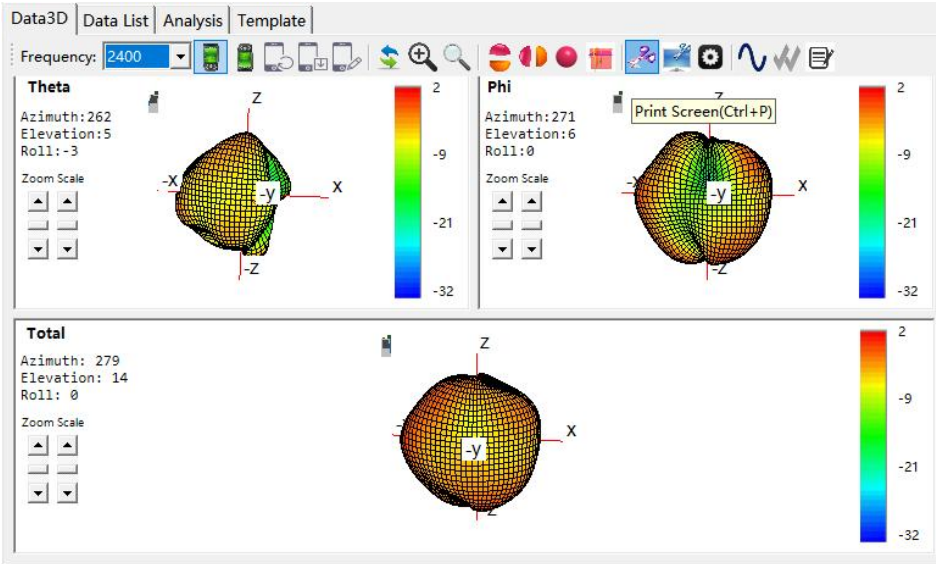 Data3D Data List Analysis Template
Frequency: 2400
Theta
Azimuth:262
Elevation:5
Roll:-3
Zoom Scale
Z
-X
X
-y
-Z
2
-9
-21
-32
Phi
Azimuth:271
Elevation:6
Roll:0
Zoom Scale
Print Screen(Ctrl+P)
X
-y
-Z
2
-9
-21
-32
Total
Azimuth: 279
Elevation: 14
Roll: 0
Zoom Scale
Z
X
-y
2
-9
-21
-32